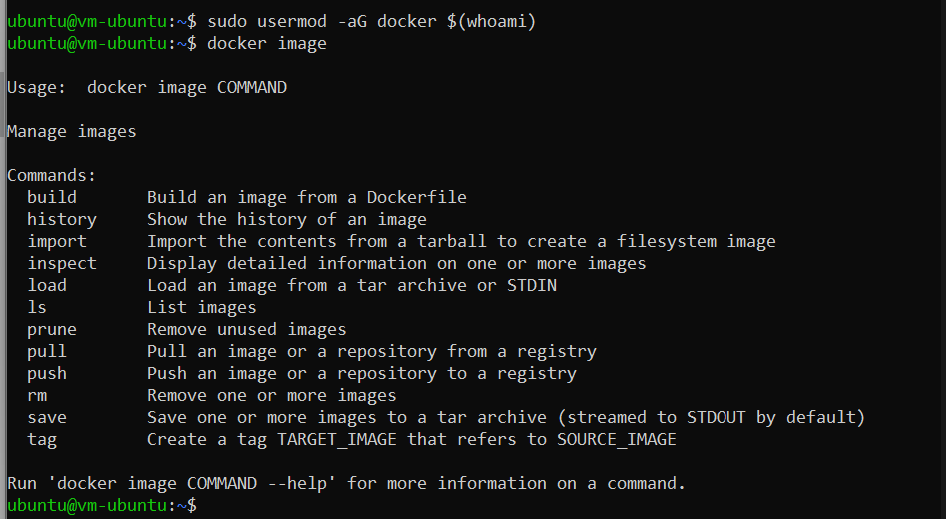 ubuntu@vm-ubuntu:~$ sudo usermod -aG docker $(whoami)
ubuntu@vm-ubuntu:~$ docker image
Usage:  docker image COMMAND
Manage images
Commands:
  build       Build an image from a Dockerfile
  history     Show the history of an image
  import      Import the contents from a tarball to create a filesystem image
  inspect     Display detailed information on one or more images
  load        Load an image from a tar archive or STDIN
  ls          List images
  prune       Remove unused images
  pull        Pull an image or a repository from a registry
  push        Push an image or a repository to a registry
  rm          Remove one or more images
  save        Save one or more images to a tar archive (streamed to STDOUT by default)
  tag         Create a tag TARGET_IMAGE that refers to SOURCE_IMAGE
Run 'docker image COMMAND --help' for more information on a command.
ubuntu@vm-ubuntu:~$